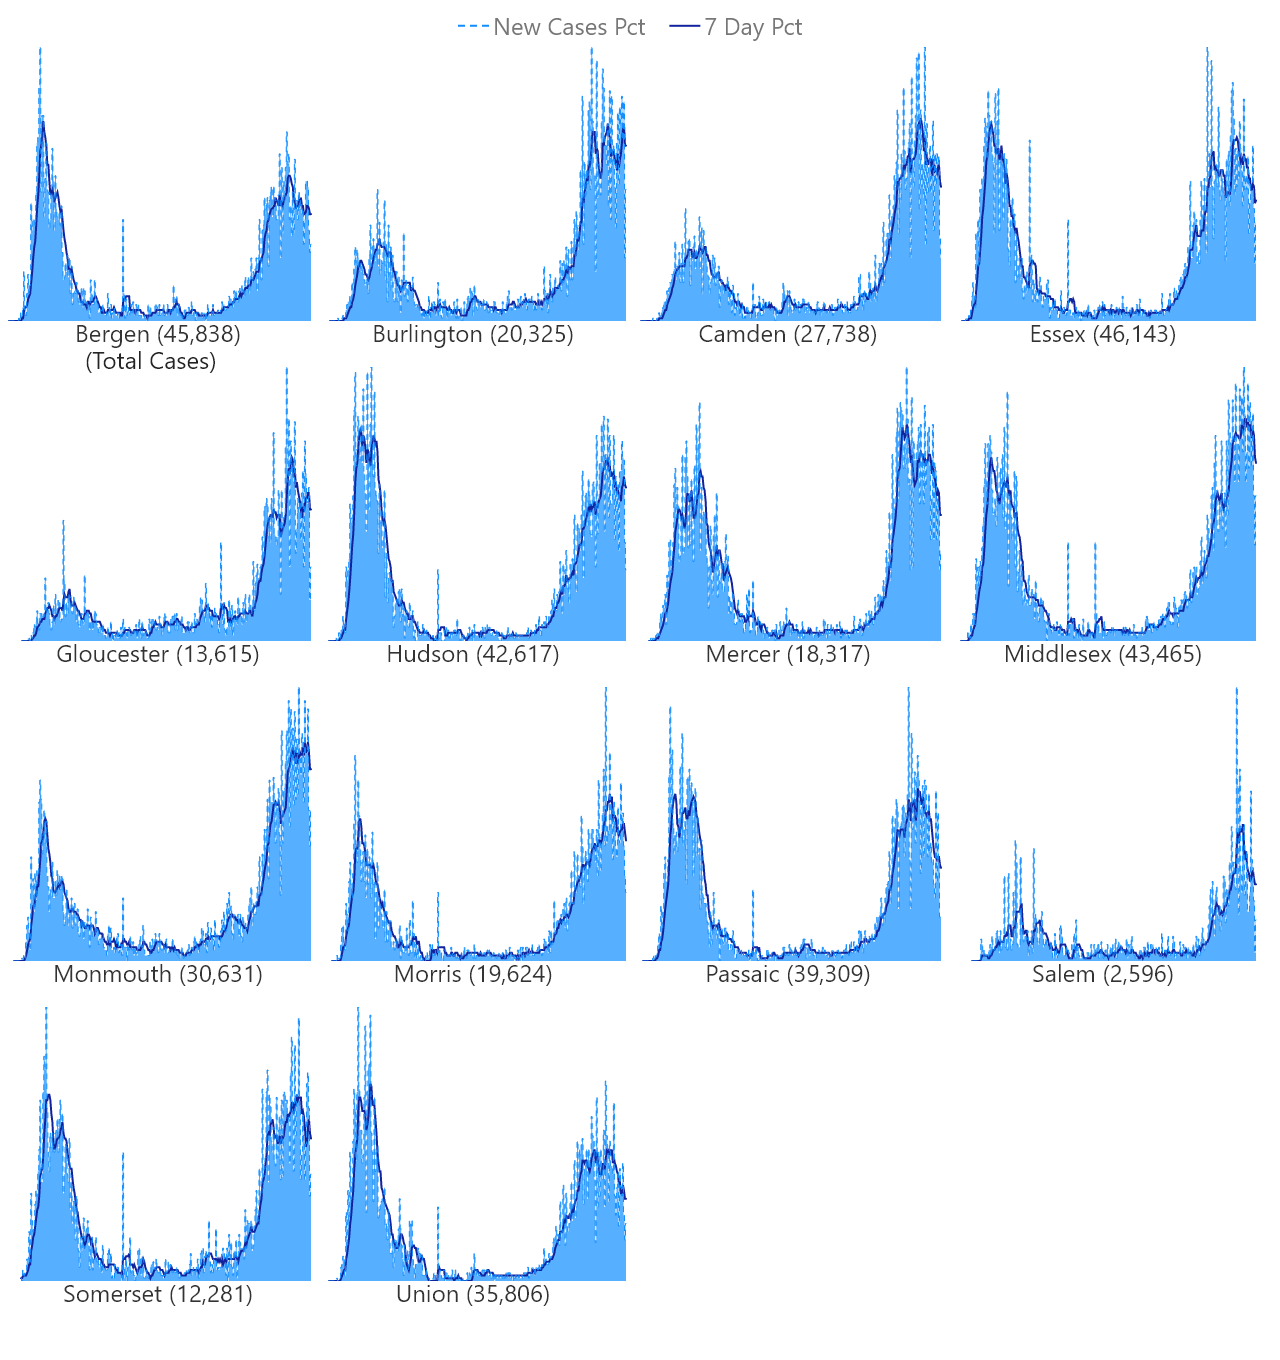 New Cases Pct 7 Day Pct
Bergen (45,838) Burlington (20,325) Camden (27,738) Essex (46,143)
(Total Cases)
Gloucester (13,615) Hudson (42,617) Mercer (18,317) Middlesex (43,465)
Monmouth (30,631) Morris (19,624) Passaic (39,309) Salem (2,596)
Somerset (12,281) Union (35,806)